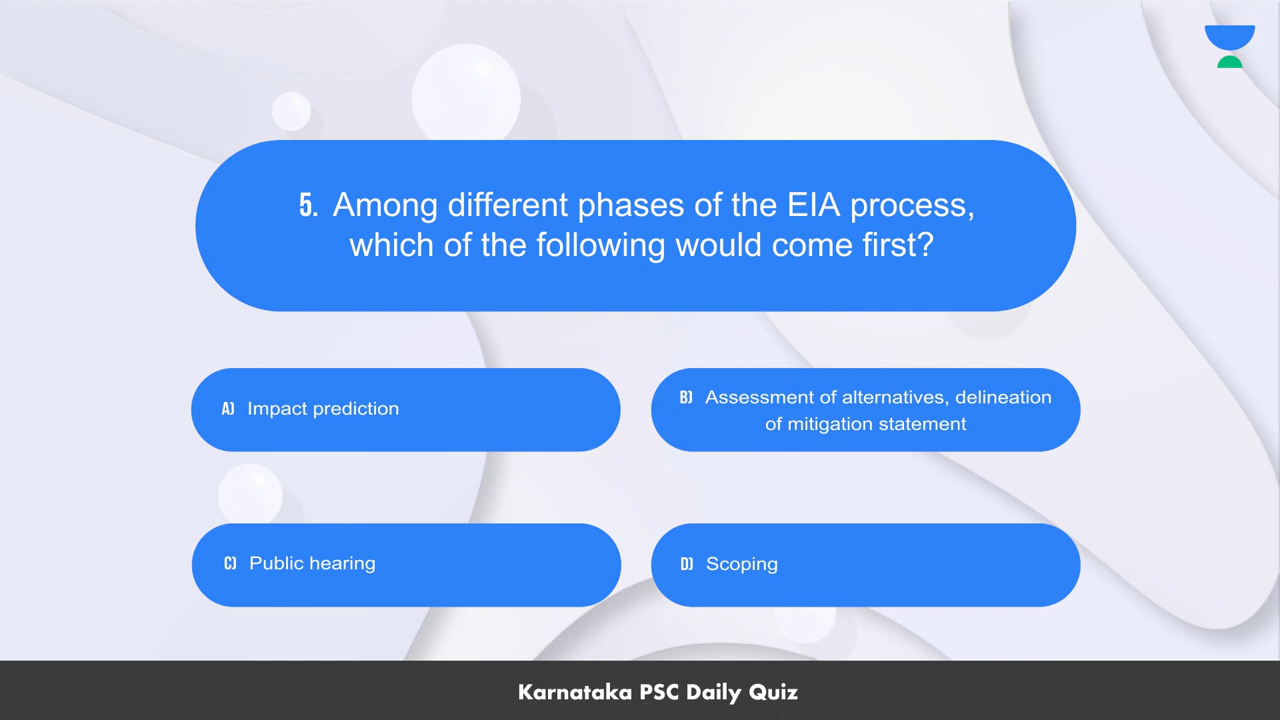 5. Among different phases of the EIA process,
which of the following would come first?
A) Impact prediction
B) Assessment of alternatives, delineation
of mitigation statement
C) Public hearing
D) Scoping
Karnataka PSC Daily Quiz